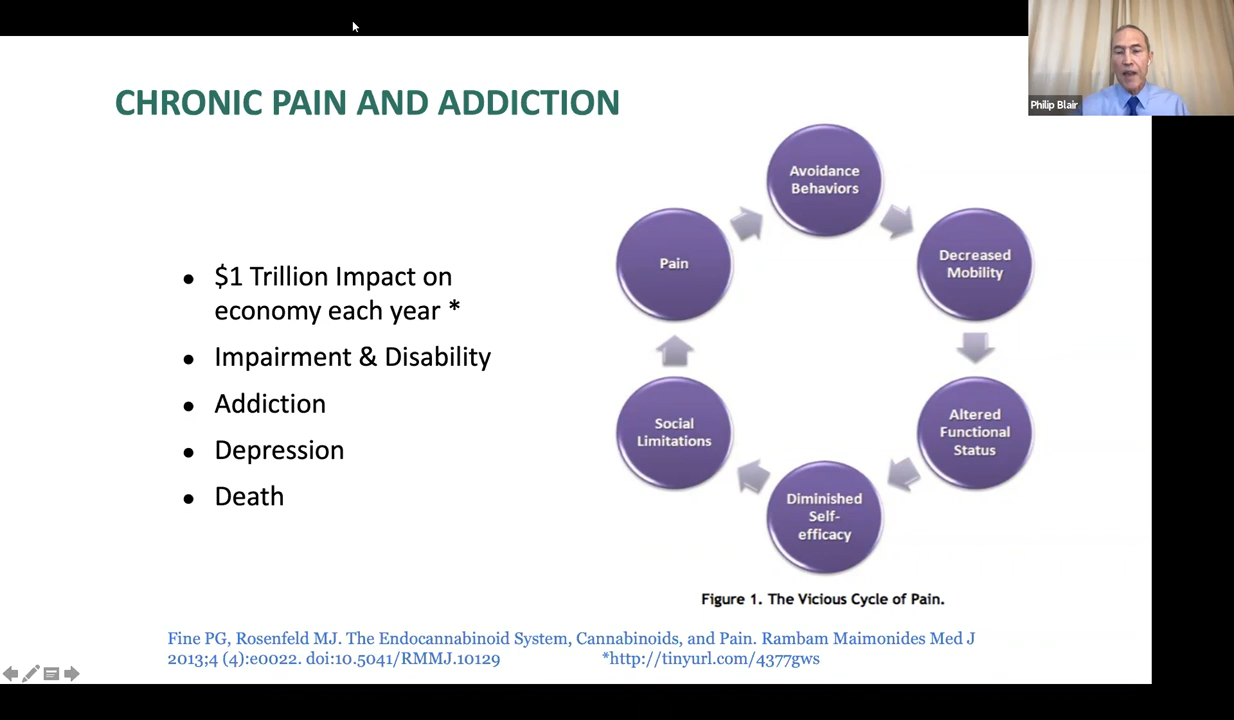 CHRONIC PAIN AND ADDICTION
Philip Blair
• $1 Trillion Impact on
economy each year *
• Impairment & Disability
• Addiction
• Depression
• Death
Avoidance
Behaviors
Decreased
Mobility
Altered
Functional
Status
Diminished
Self-
efficacy
Social
Limitations
Pain
Figure 1. The Vicious Cycle of Pain.
Fine PG, Rosenfeld MJ. The Endocannabinoid System, Cannabinoids, and Pain. Rambam Maimonides Med J
2013;4 (4):e0022. doi:10.5041/RMMJ.10129 *http://tinyurl.com/4377gws